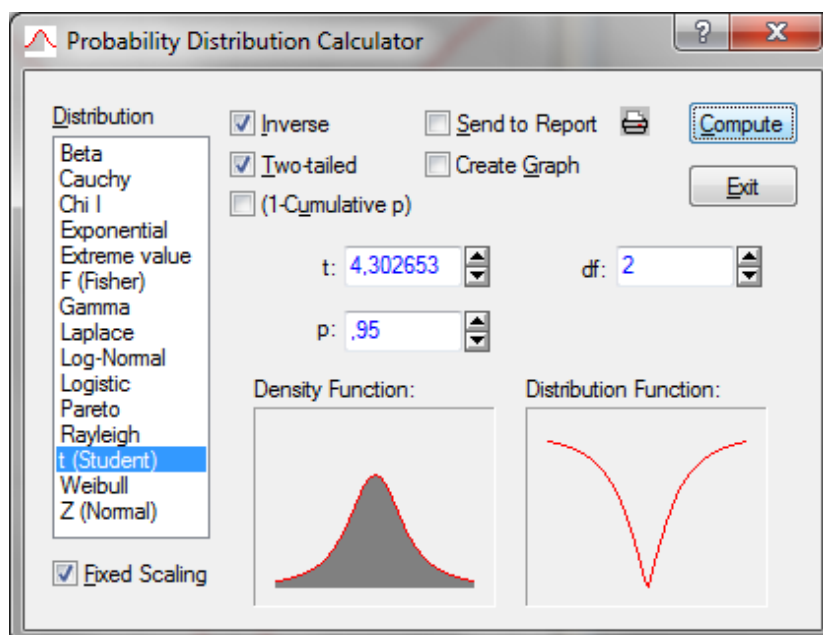 Probability Distribution Calculator
Distribution
Beta
Cauchy
Chi I
Exponential
Extreme value
F (Fisher)
Gamma
Laplace
Log-Normal
Logistic
Pareto
Rayleigh
t (Student)
Weibull
Z (Normal)
Fixed Scaling
Inverse
Send to Report
Two-tailed
Create Graph
(1-Cumulative p)
Compute
Exit
t: 4,302653
df: 2
p: ,95
Density Function:
Distribution Function: